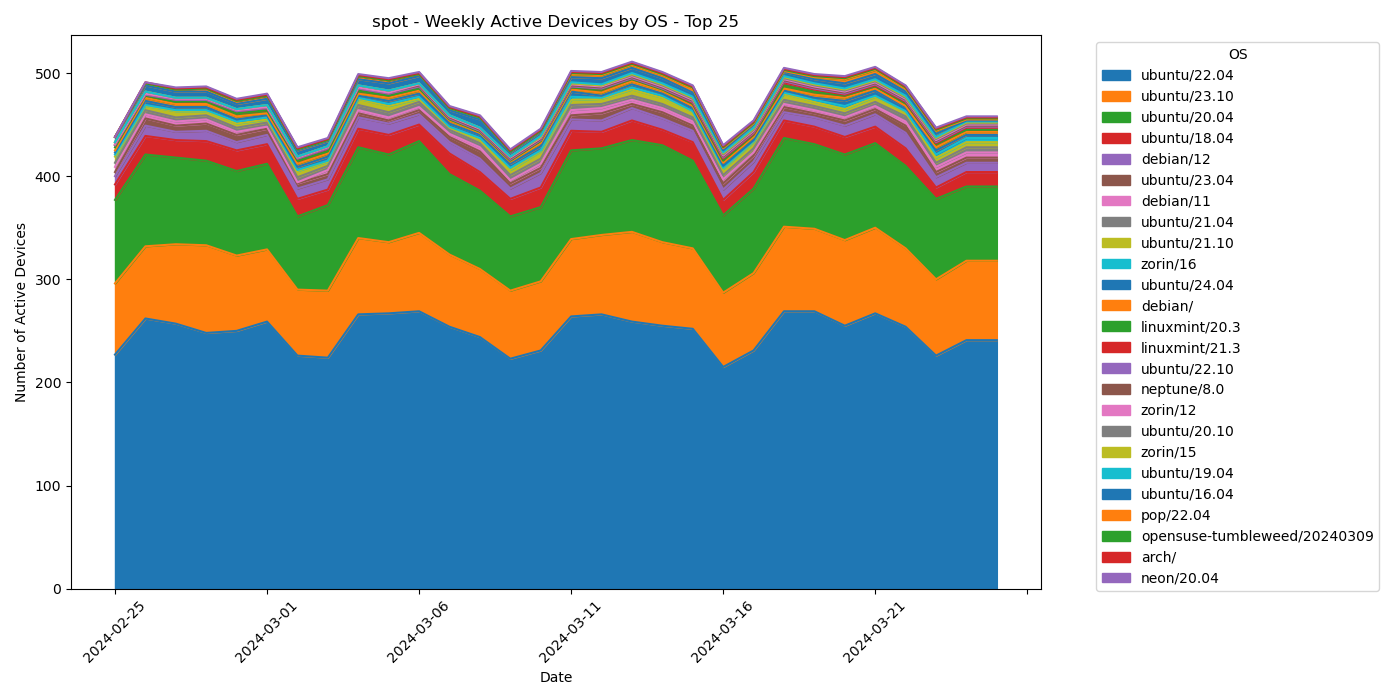 spot - Weekly Active Devices by OS - Top 25
Number of Active Devices
500
400
300
200
100
0
2024-02-25
2024-03-01
2024-03-06
2024-03-11
2024-03-16
2024-03-21
Date
OS
ubuntu/22.04
ubuntu/23.10
ubuntu/20.04
ubuntu/18.04
debian/12
ubuntu/23.04
debian/11
ubuntu/21.04
ubuntu/21.10
zorin/16
ubuntu/24.04
debian/
linuxmint/20.3
linuxmint/21.3
ubuntu/22.10
neptune/8.0
zorin/12
ubuntu/20.10
zorin/15
ubuntu/19.04
ubuntu/16.04
pop/22.04
opensuse-tumbleweed/20240309
arch/
neon/20.04